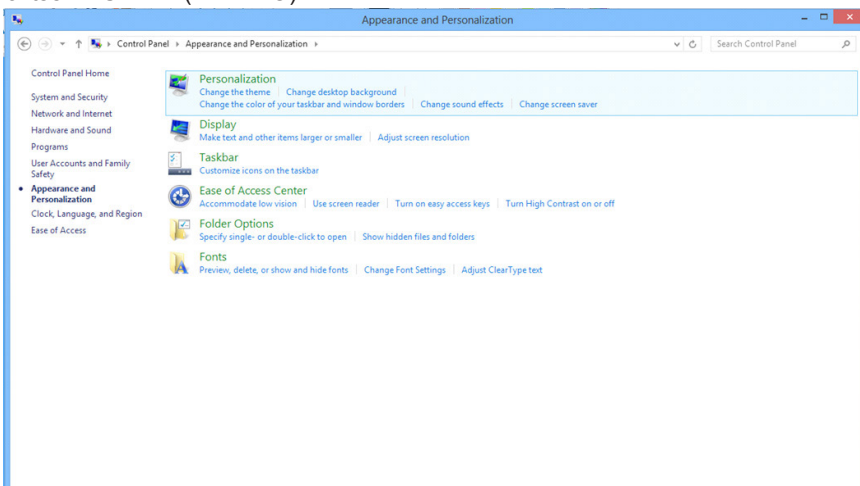 Appearance and Personalization
Control Panel Appearance and Personalization
Search Control Panel
Control Panel Home
System and Security
Network and Internet
Hardware and Sound
Programs
User Accounts and Family
Safety
Appearance and
Personalization
Clock, Language, and Region
Ease of Access
Personalization
Change the theme Change desktop background
Change the color of your taskbar and window borders Change sound effects Change screen saver
Display
Make text and other items larger or smaller Adjust screen resolution
Taskbar
Customize icons on the taskbar
Ease of Access Center
Accommodate low vision Use screen reader Turn on easy access keys Turn High Contrast on or off
Folder Options
Specify single- or double-click to open Show hidden files and folders
Fonts
Preview, delete, or show and hide fonts Change Font Settings Adjust ClearType text